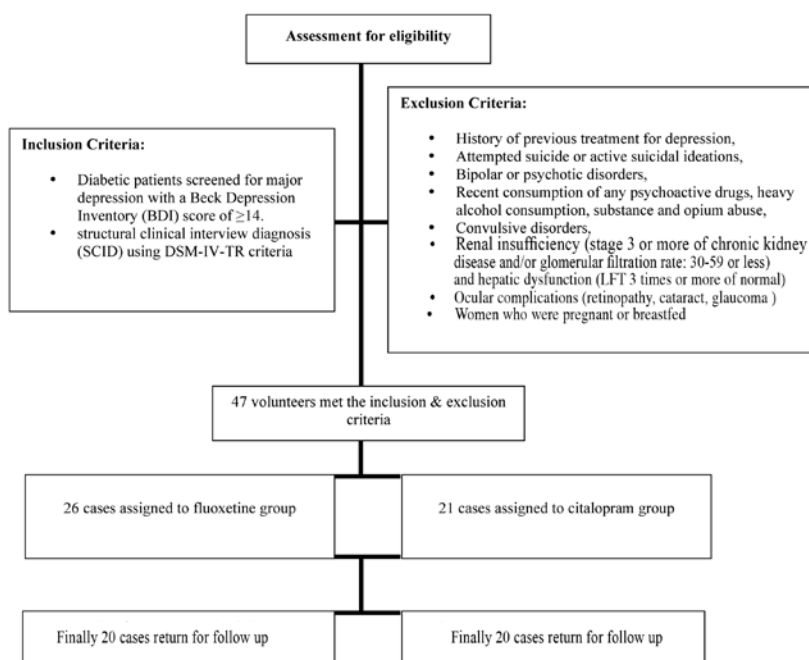 Assessment for eligibility
Inclusion Criteria:
• Diabetic patients screened for major
depression with a Beck Depression
Inventory (BDI) score of ≥14.
• structural clinical interview diagnosis
(SCID) using DSM-IV-TR criteria
Exclusion Criteria:
• History of previous treatment for depression,
• Attempted suicide or active suicidal ideations,
• Bipolar or psychotic disorders,
• Recent consumption of any psychoactive drugs, heavy
alcohol consumption, substance and opium abuse,
• Convulsive disorders,
• Renal insufficiency (stage 3 or more of chronic kidney
disease and/or glomerular filtration rate: 30-59 or less)
and hepatic dysfunction (LFT 3 times or more of normal)
• Ocular complications (retinopathy, cataract, glaucoma )
• Women who were pregnant or breastfed
47 volunteers met the inclusion & exclusion
criteria
26 cases assigned to fluoxetine group
21 cases assigned to citalopram group
Finally 20 cases return for follow up
Finally 20 cases return for follow up